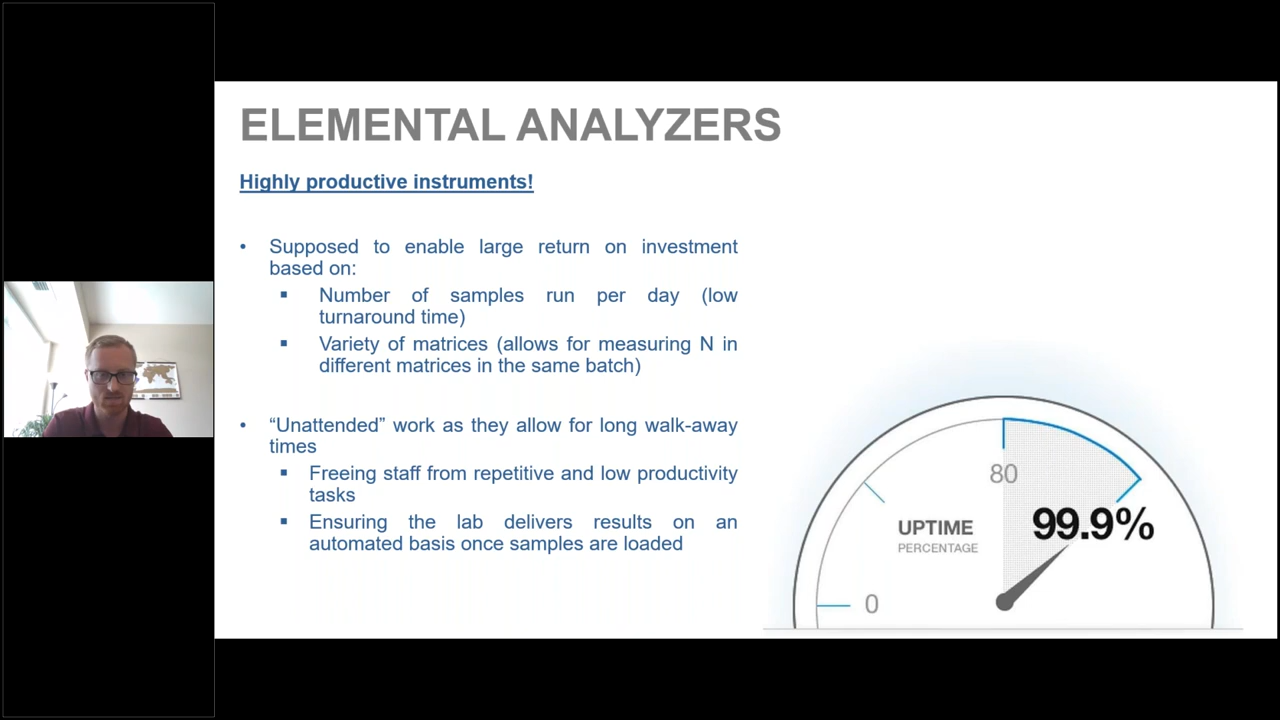 ELEMENTAL ANALYZERS
Highly productive instruments!
• Supposed to enable large return on investment
based on:
▪ Number of samples run per day (low
turnaround time)
▪ Variety of matrices (allows for measuring N in
different matrices in the same batch)
• “Unattended” work as they allow for long walk-away
times
▪ Freeing staff from repetitive and low productivity
tasks
▪ Ensuring the lab delivers results on an
automated basis once samples are loaded
80
UPTIME
PERCENTAGE
99.9%
0